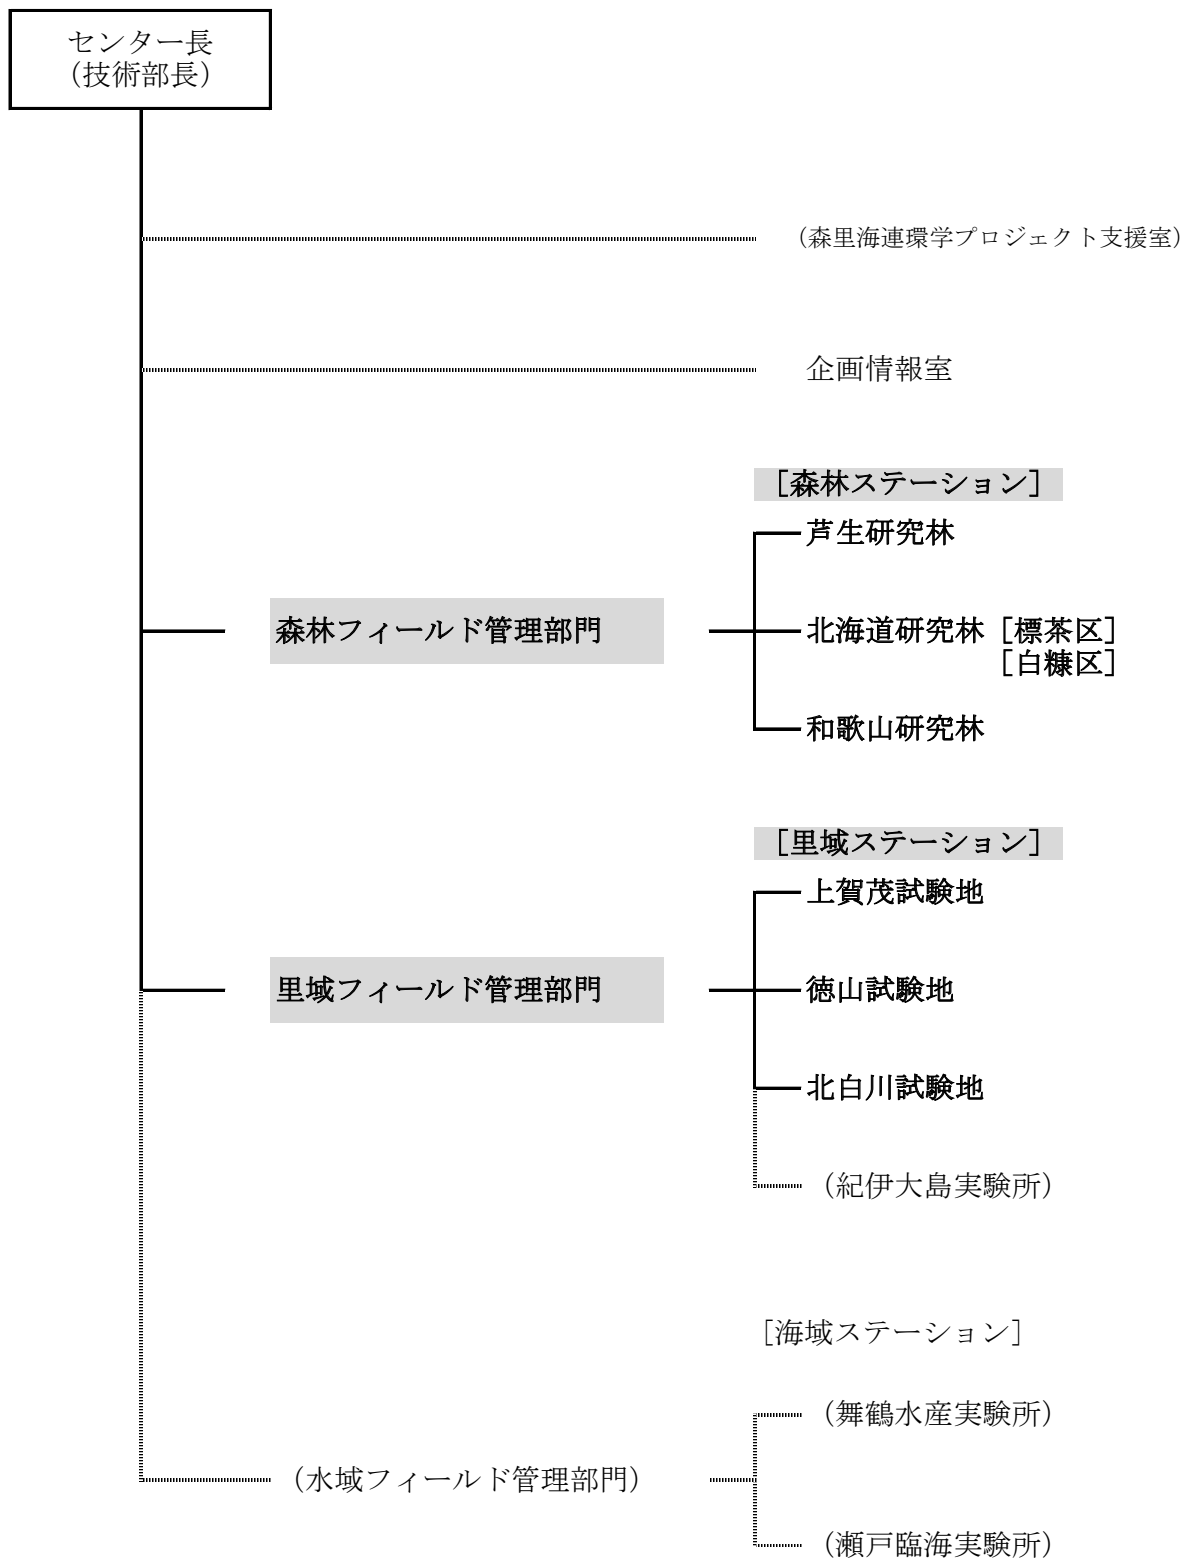 センター長
（技術部長）
（森里海連環学プロジェクト支援室）
企画情報室
［森林ステーション］
芦生研究林
森林フィールド管理部門
北海道研究林［標茶区］
［白糠区］
和歌山研究林
［里域ステーション］
上賀茂試験地
里域フィールド管理部門
徳山試験地
北白川試験地
（紀伊大島実験所）
［海域ステーション］
（舞鶴水産実験所）
（水域フィールド管理部門）
（瀬戸臨海実験所）